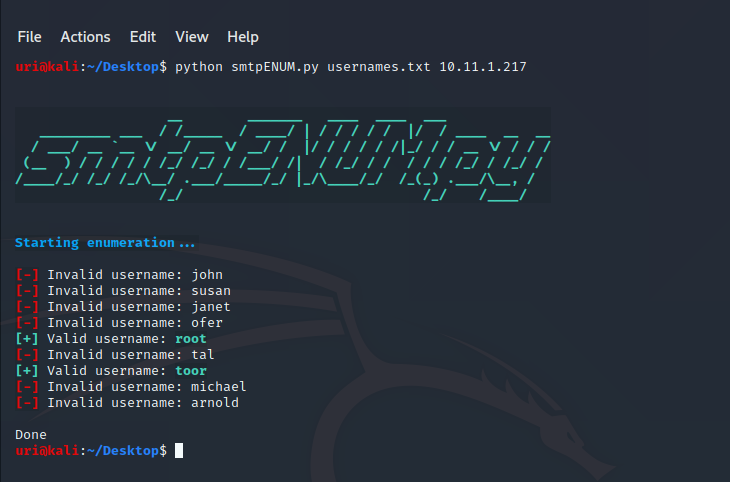 File Actions Edit View Help
uri@kali:~/Desktop$ python smtpENUM.py usernames.txt 10.11.1.217
smtpENUM.py
Starting enumeration...
[-] Invalid username: john
[-] Invalid username: susan
[-] Invalid username: janet
[-] Invalid username: ofer
[+] Valid username: root
[-] Invalid username: tal
[+] Valid username: toor
[-] Invalid username: michael
[-] Invalid username: arnold
Done
uri@kali:~/Desktop$